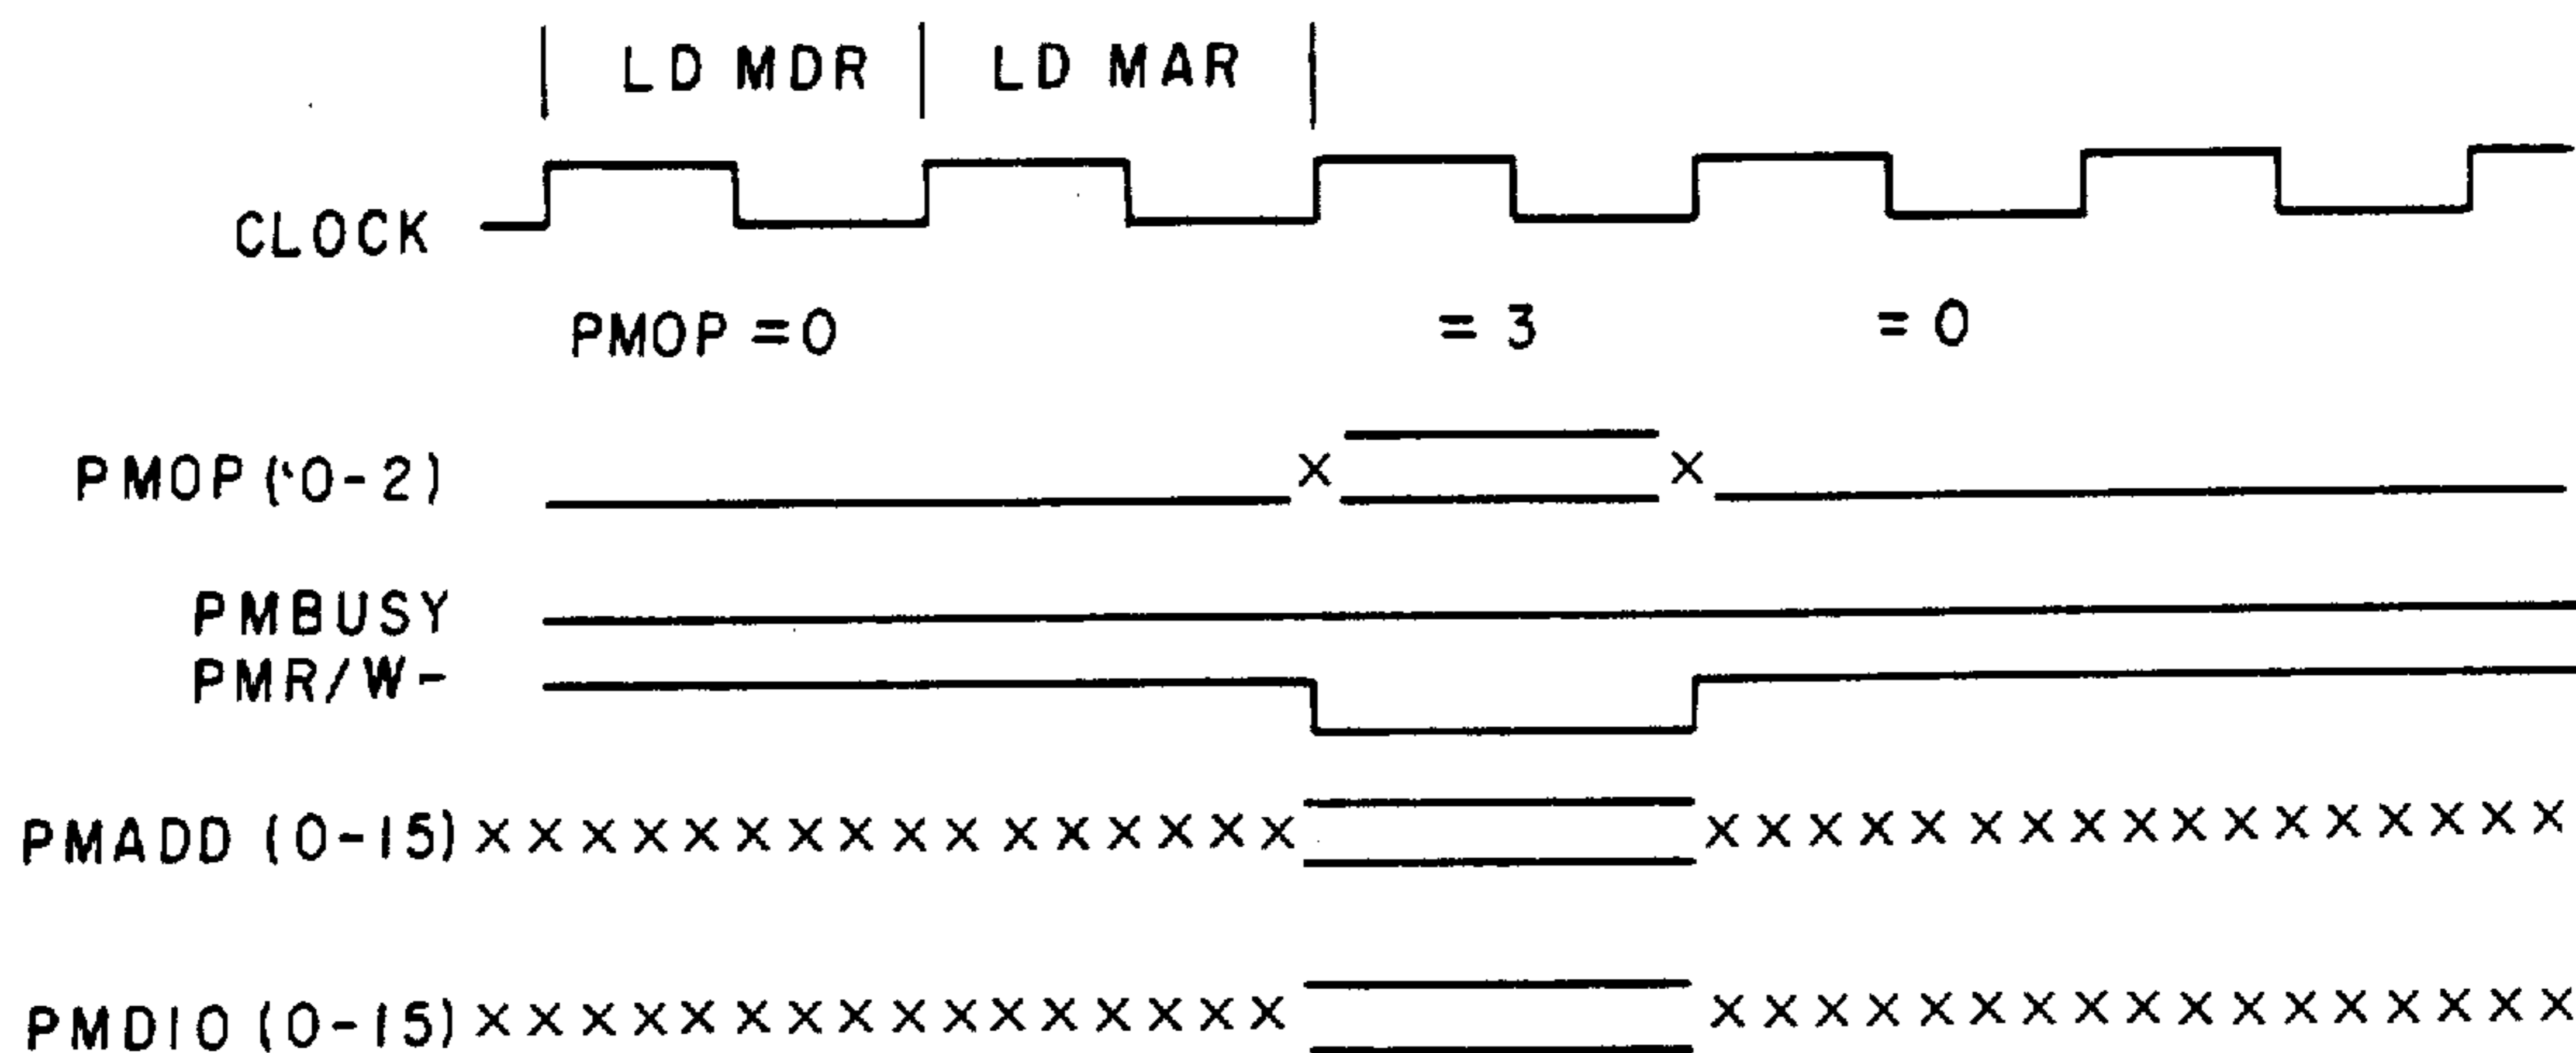 LD MDR LD MAR
CLOCK
PMOP =0 = 3 = 0
PMOP (0-2) X X
PMBUSY
PMR/W-
PMADD (0-15) X X X X X X X X X X X X X X X X X X X X X X X X X X X X X X X X X
PMDIO (0-15) X X X X X X X X X X X X X X X X X X X X X X X X X X X X X X X X X